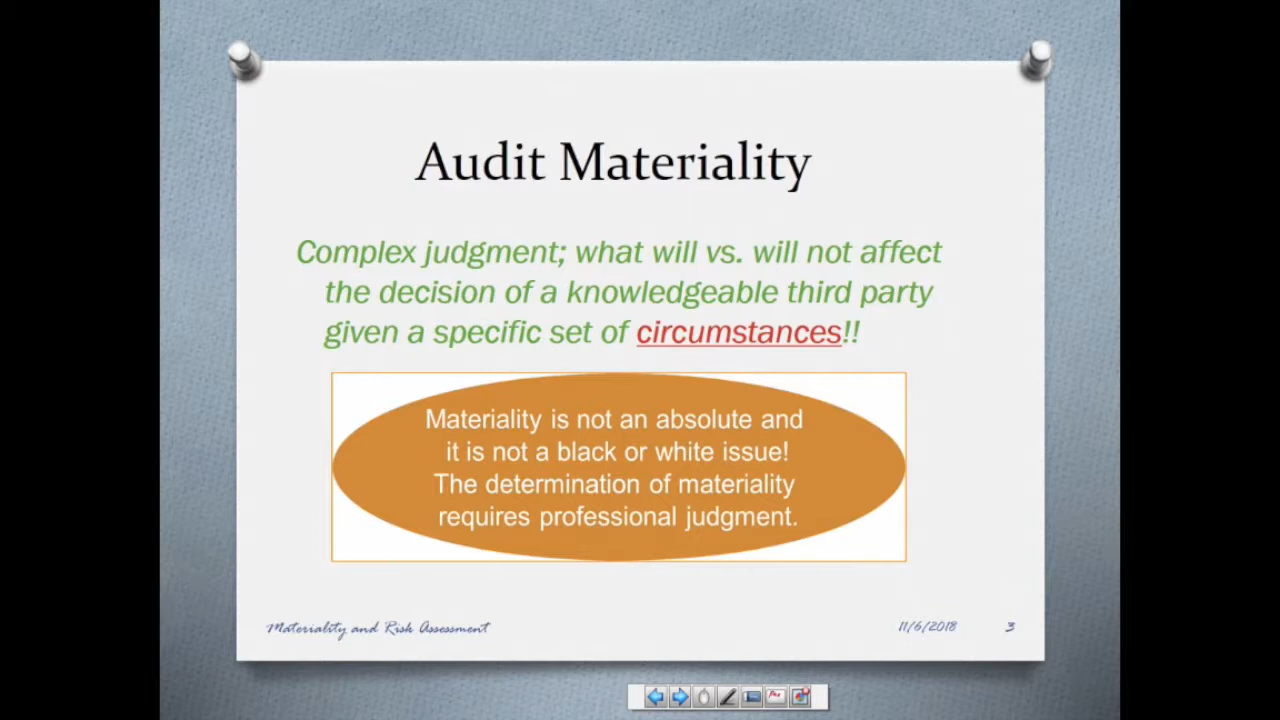 Audit Materiality
Complex judgment; what will vs. will not affect
the decision of a knowledgeable third party
given a specific set of circumstances!!
Materiality is not an absolute and
it is not a black or white issue!
The determination of materiality
requires professional judgment.
Materiality and Risk Assessment
11/6/2018
3